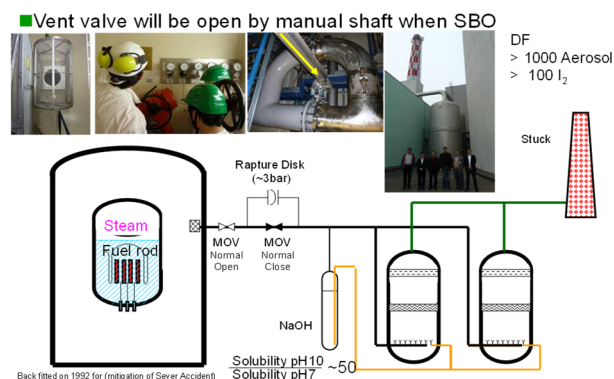 Vent valve will be open by manual shaft when SBO
DF
> 1000 Aerosol
> 100 I2
Stuck
Rapture Disk
(~3bar)
Steam
Fuel rod
MOV
Normal
Open
MOV
Normal
Close
NaOH
Solubility pH10
Solubility pH7
~50
Back fitted on 1992 for (mitigation of Sever Accident)